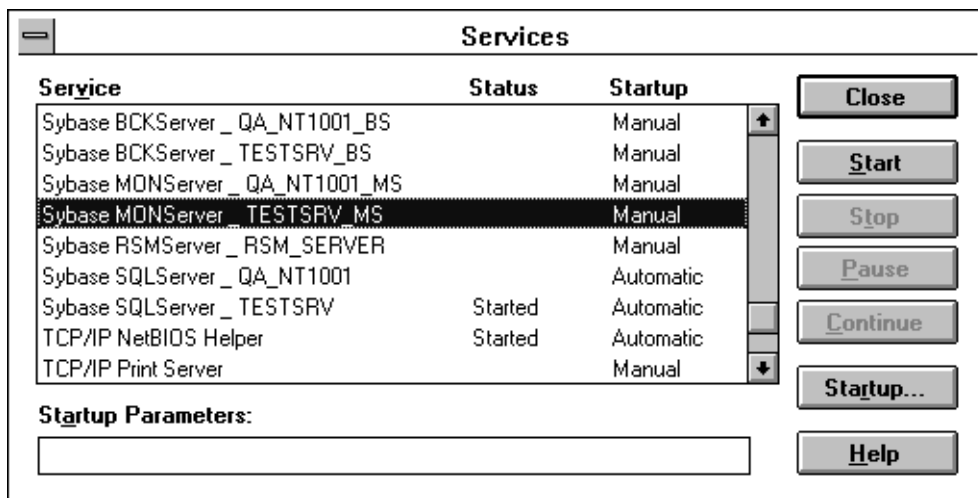 Services
Service Status Startup
Sybase BCKServer _ QA_NT1001_BS Manual
Sybase BCKServer _ TESTSRV_BS Manual
Sybase MONServer _ QA_NT1001_MS Manual
Sybase MONServer _ TESTSRV_MS Manual
Sybase RSMServer _ RSM_SERVER Manual
Sybase SQLServer _ QA_NT1001 Automatic
Sybase SQLServer _ TESTSRV Started Automatic
TCP/IP NetBIOS Helper Started Automatic
TCP/IP Print Server Manual
Startup Parameters:
Close
Start
Stop
Pause
Continue
Startup...
Help